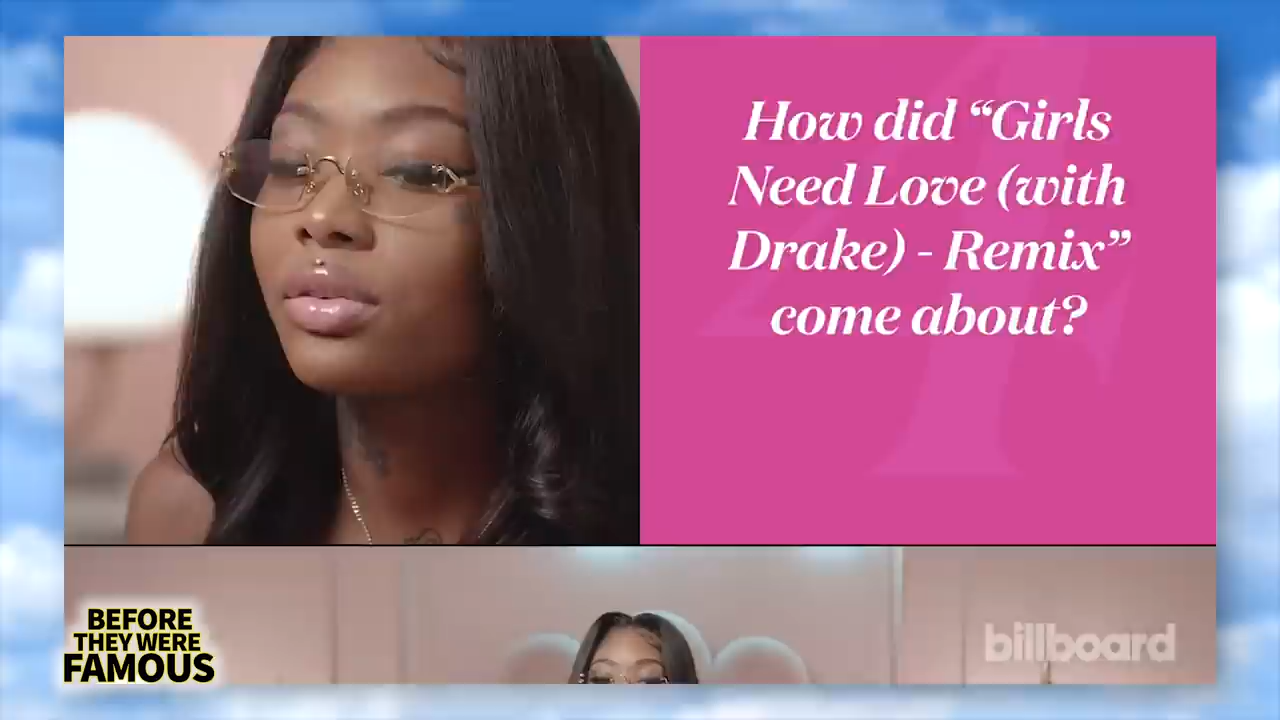 How did “Girls
Need Love (with
Drake) - Remix”
come about?
BEFORE
THEY WERE
FAMOUS
billboard